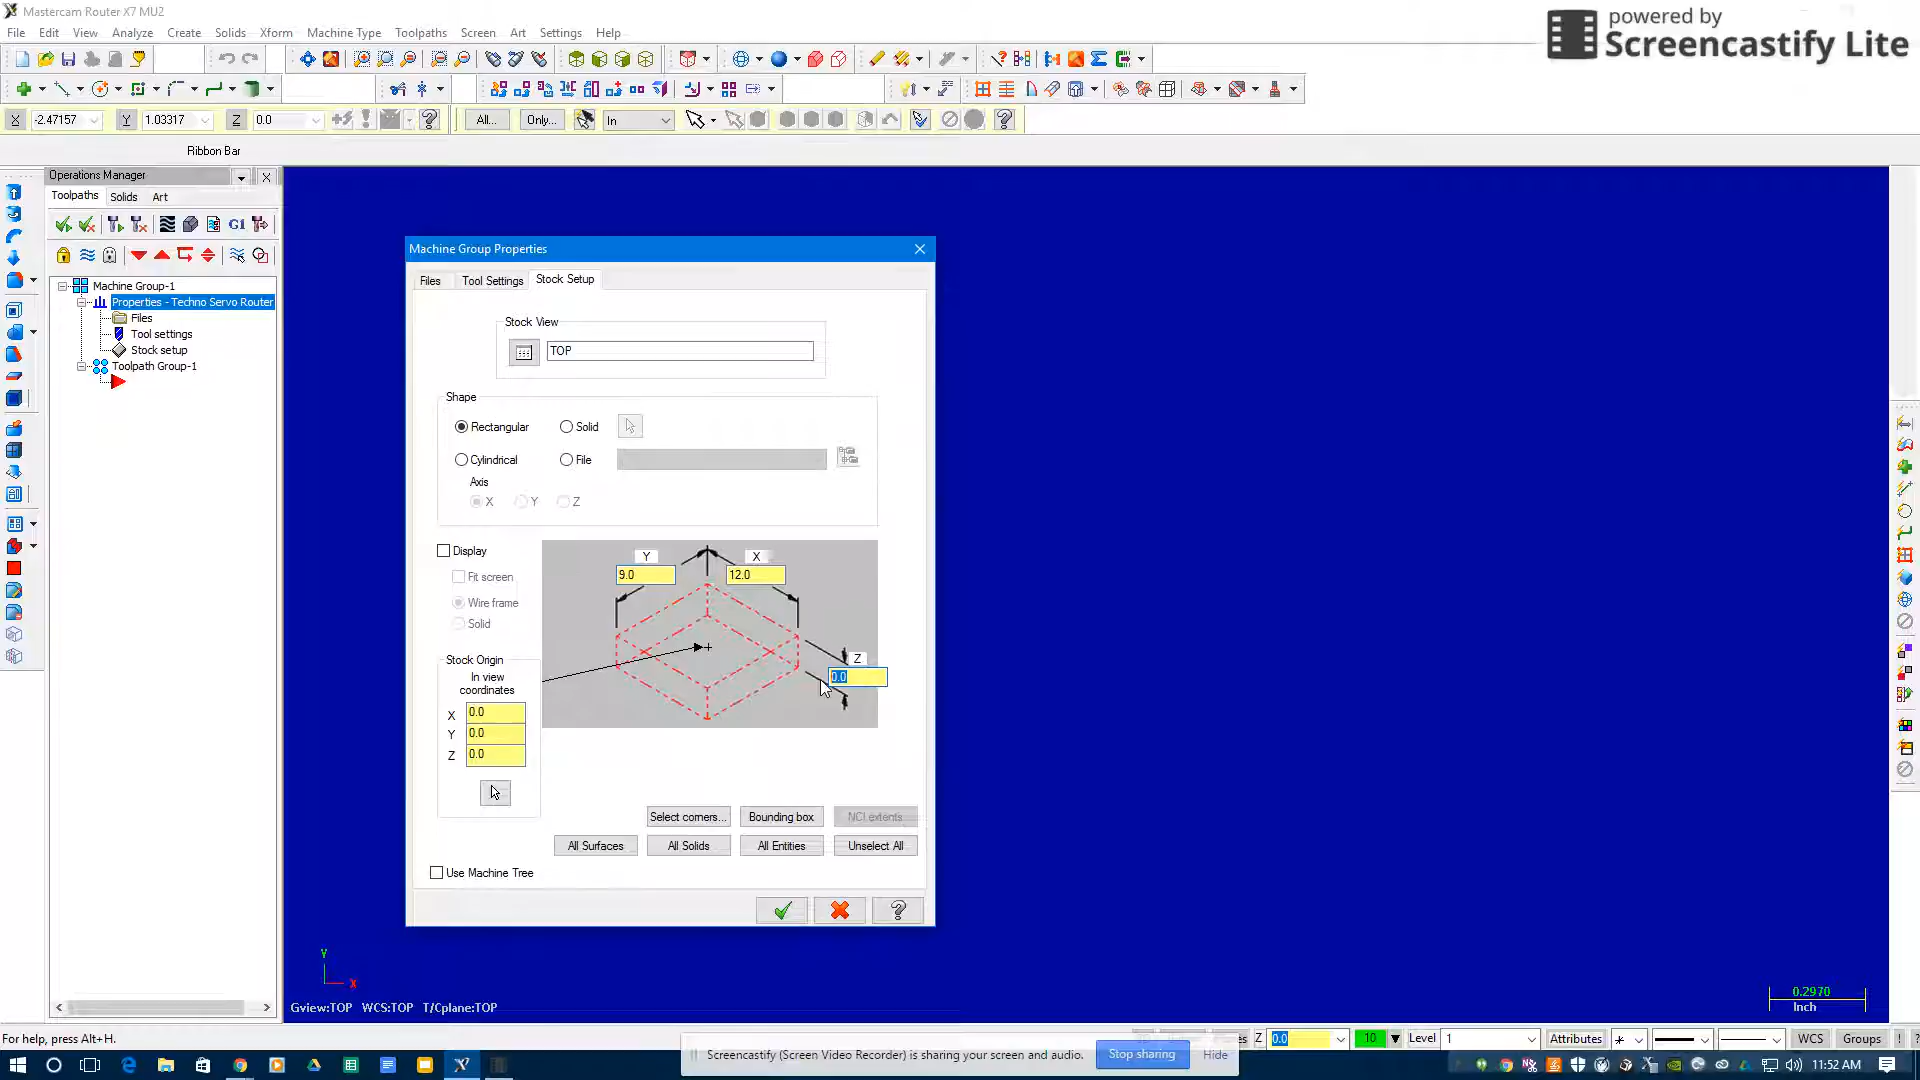 Mastercam Router X7 MU2
powered by
Screencastify Lite
File Edit View Analyze Create Solids Xform Machine Type Toolpaths Screen Art Settings Help
X -2.47157 Y 1.03317 Z 0.0 All... Only... In
Ribbon Bar
Operations Manager
Toolpaths Solids Art
G1
Machine Group-1
Properties - Techno Servo Router
Files
Tool settings
Stock setup
Toolpath Group-1
Machine Group Properties
Files Tool Settings Stock Setup
Stock View
TOP
Shape
Rectangular Solid
Cylindrical File
Axis
X Y Z
Display
Fit screen
Wire frame
Solid
Y X
9.0 12.0
Z
0.0
Stock Origin
In view
coordinates
X 0.0
Y 0.0
Z 0.0
Select corners... Bounding box NCI extents
All Surfaces All Solids All Entities Unselect All
Use Machine Tree
Y
X
Gview:TOP WCS:TOP T/Cplane:TOP
0.2970
Inch
For help, press Alt+H.
Z 0.0 10 Level 1 Attributes WCS Groups
Screencastify (Screen Video Recorder) is sharing your screen and audio. Stop sharing Hide
11:52 AM